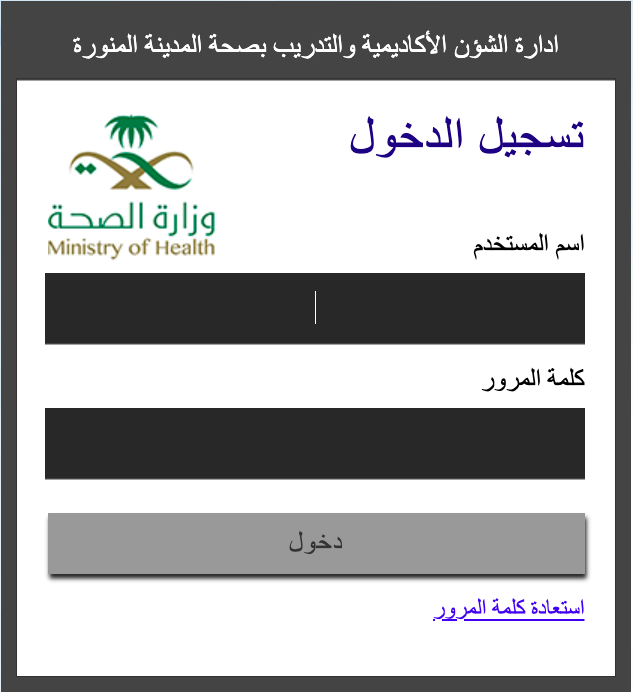 ادارة الشؤن الأكاديمية والتدريب بصحة المدينة المنورة
تسجيل الدخول
وزارة الصحة
Ministry of Health
اسم المستخدم
كلمة المرور
دخول
استعادة كلمة المرور